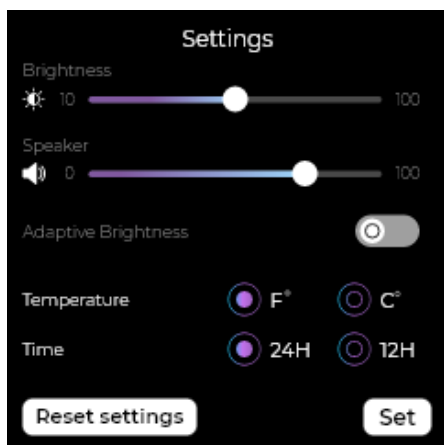 Settings
Brightness
10 100
Speaker
0 100
Adaptive Brightness
Temperature F° C°
Time 24H 12H
Reset settings Set